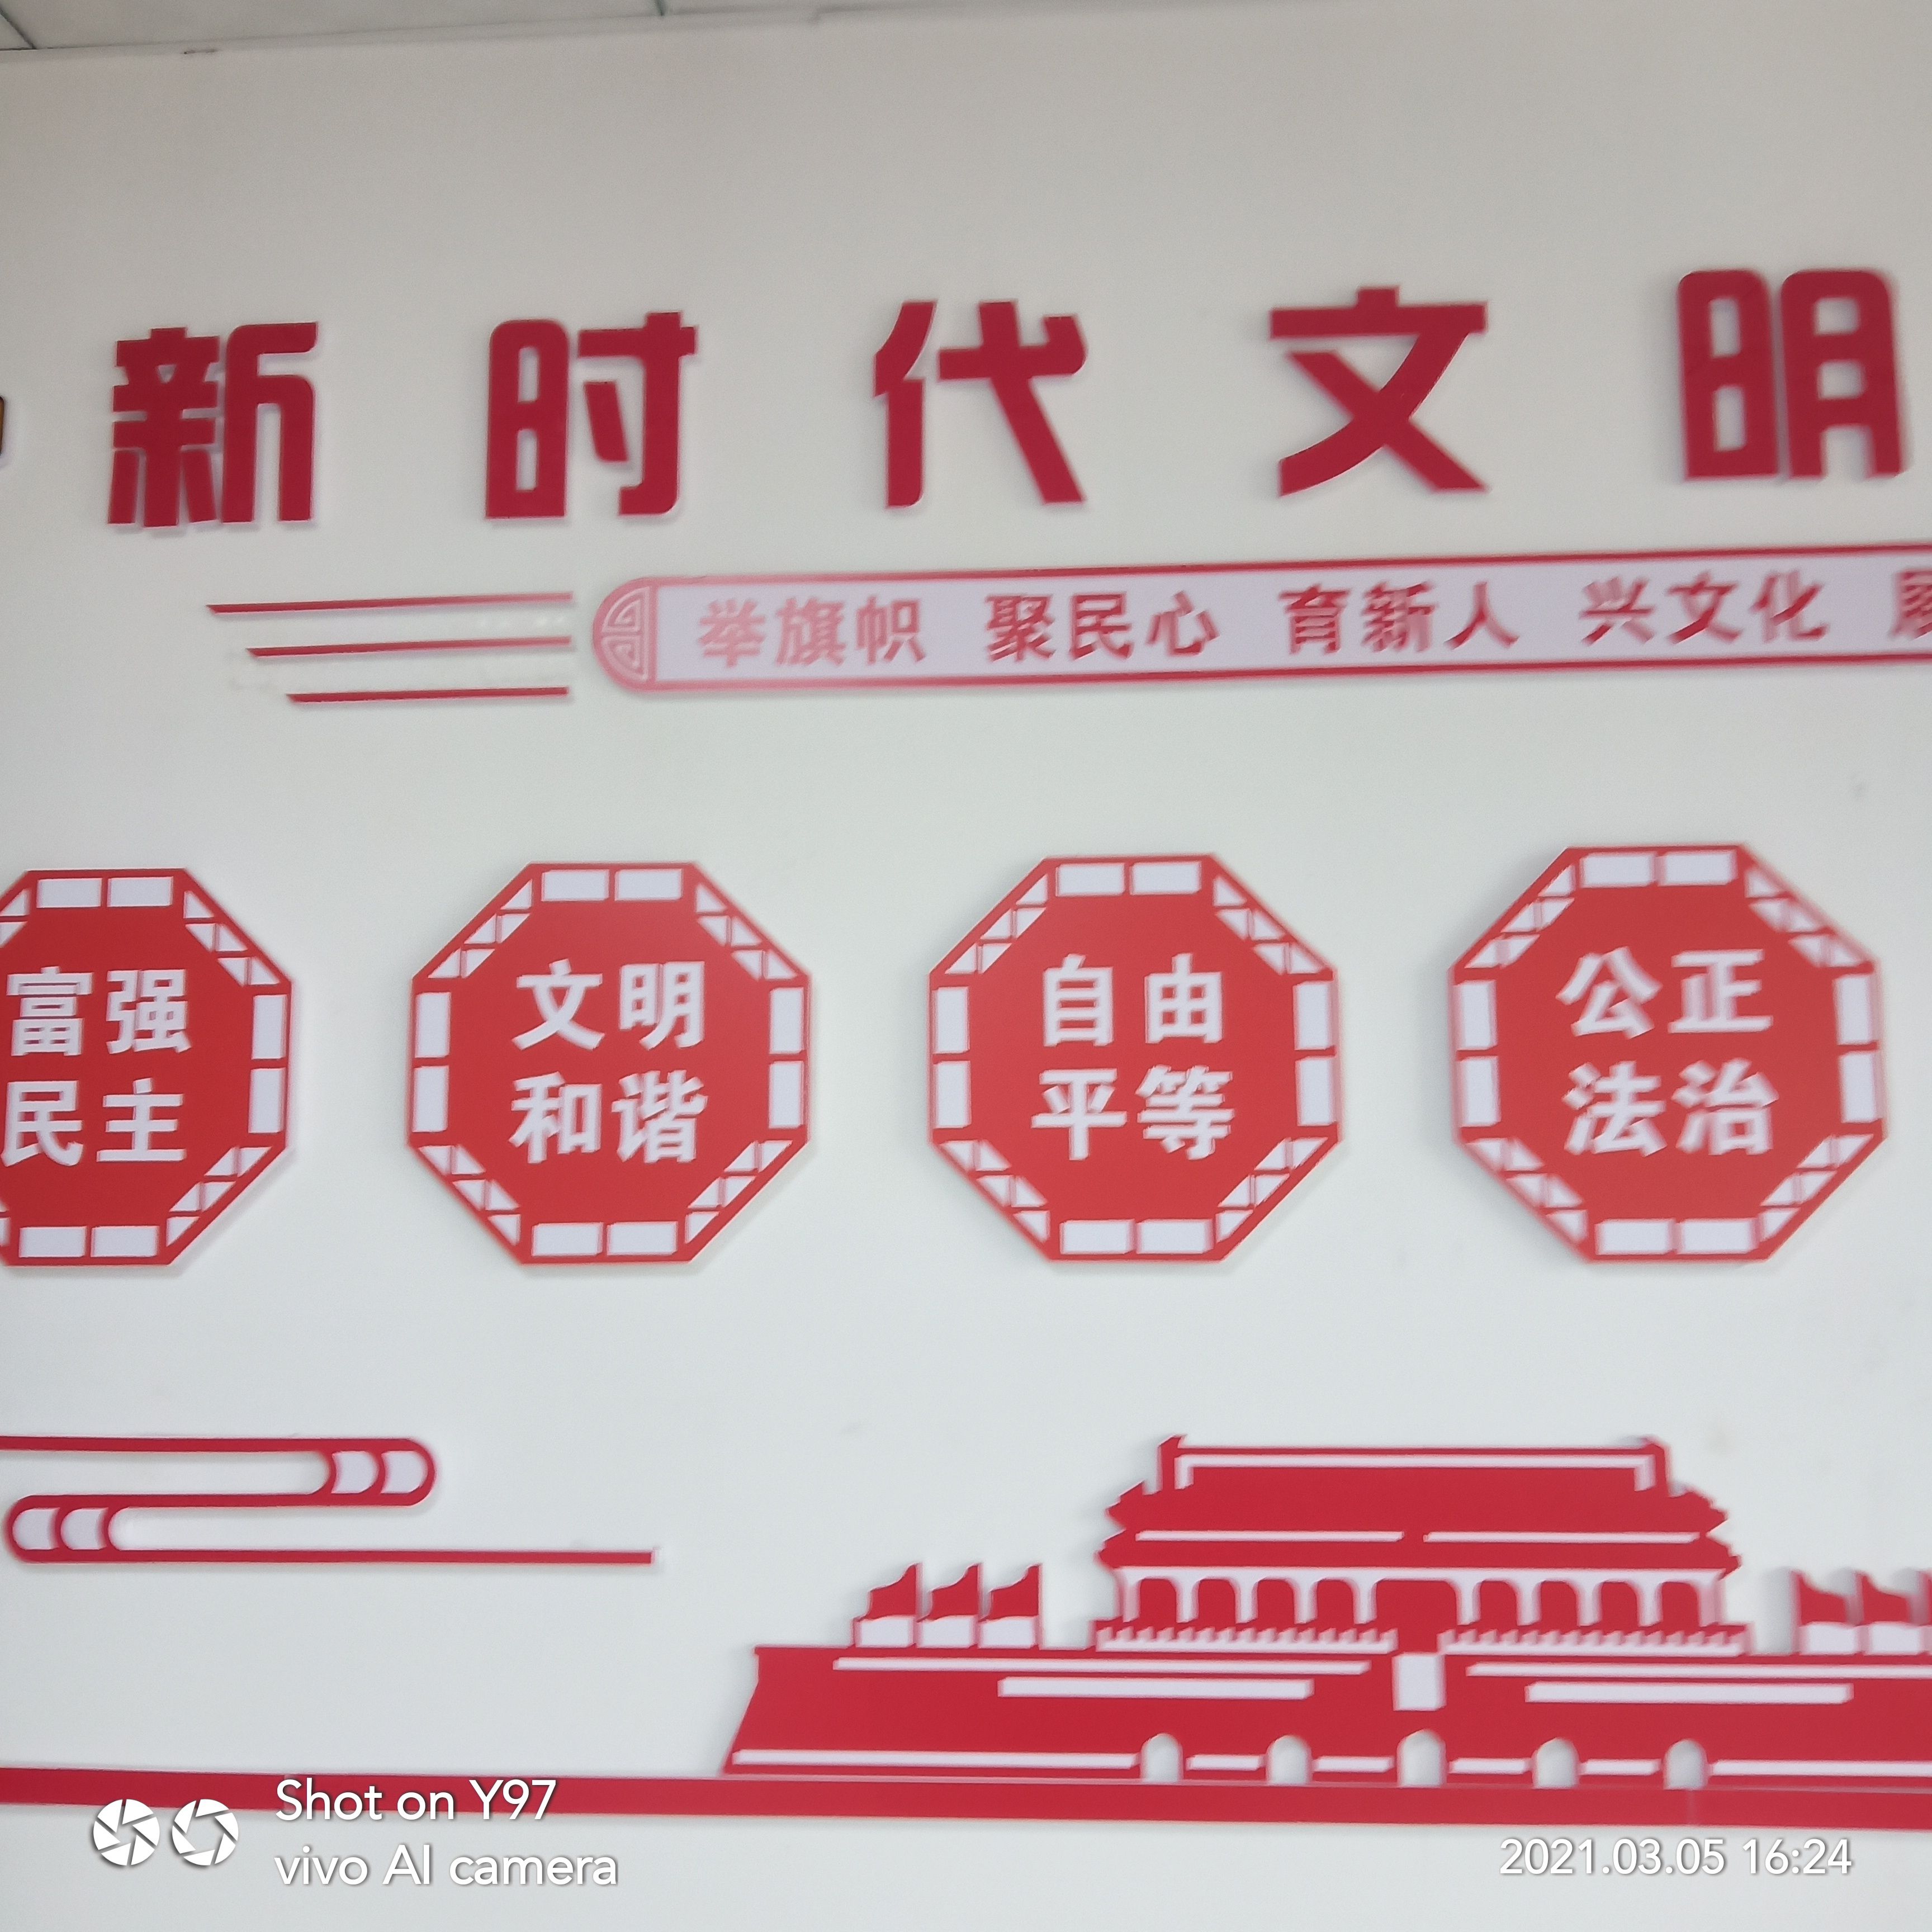 新时代文明
举旗帜 聚民心 育新人 兴文化
富强
民主
文明
和谐
自由
平等
公正
法治
Shot on Y97
vivo AI camera
2021.03.05 16:24